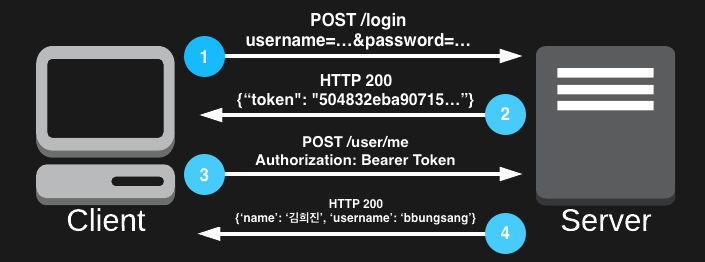 POST /login
username=...&password=...
1
HTTP 200
{“token": "504832eba90715...”}
2
POST /user/me
Authorization: Bearer Token
3
HTTP 200
{‘name’: ‘김희진’, ‘username’: ‘bbungsang’}
4
Client
Server